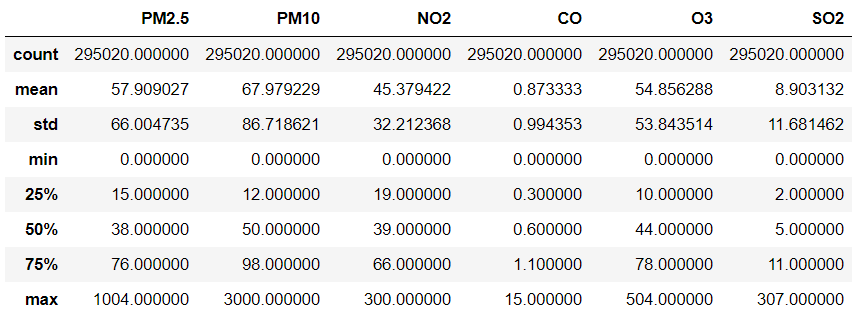 PM2.5 PM10 NO2 CO O3 SO2
count 295020.000000 295020.000000 295020.000000 295020.000000 295020.000000 295020.000000
mean 57.909027 67.979229 45.379422 0.873333 54.856288 8.903132
std 66.004735 86.718621 32.212368 0.994353 53.843514 11.681462
min 0.000000 0.000000 0.000000 0.000000 0.000000 0.000000
25% 15.000000 12.000000 19.000000 0.300000 10.000000 2.000000
50% 38.000000 50.000000 39.000000 0.600000 44.000000 5.000000
75% 76.000000 98.000000 66.000000 1.100000 78.000000 11.000000
max 1004.000000 3000.000000 300.000000 15.000000 504.000000 307.000000